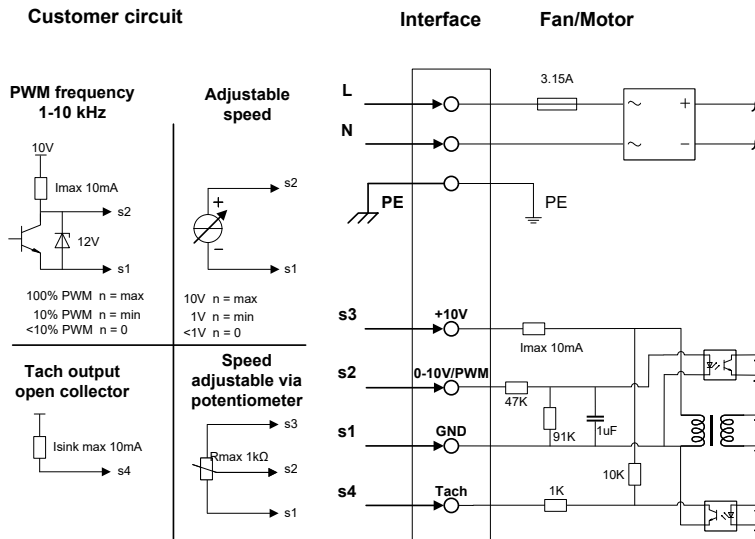 Customer circuit
Interface
Fan/Motor
PWM frequency
1-10 kHz
10V
Imax 10mA
s2
12V
s1
100% PWM n = max
10% PWM n = min
<10% PWM n = 0
Adjustable
speed
s2
+
−
s1
10V n = max
1V n = min
<1V n = 0
Tach output
open collector
Isink max 10mA
s4
Speed
adjustable via
potentiometer
s3
Rmax 1kΩ
s2
s1
L
3.15A
~ +
N
~ −
PE
PE
s3
+10V
Imax 10mA
s2
0-10V/PWM
47K
91K
1uF
s1
GND
10K
s4
Tach
1K